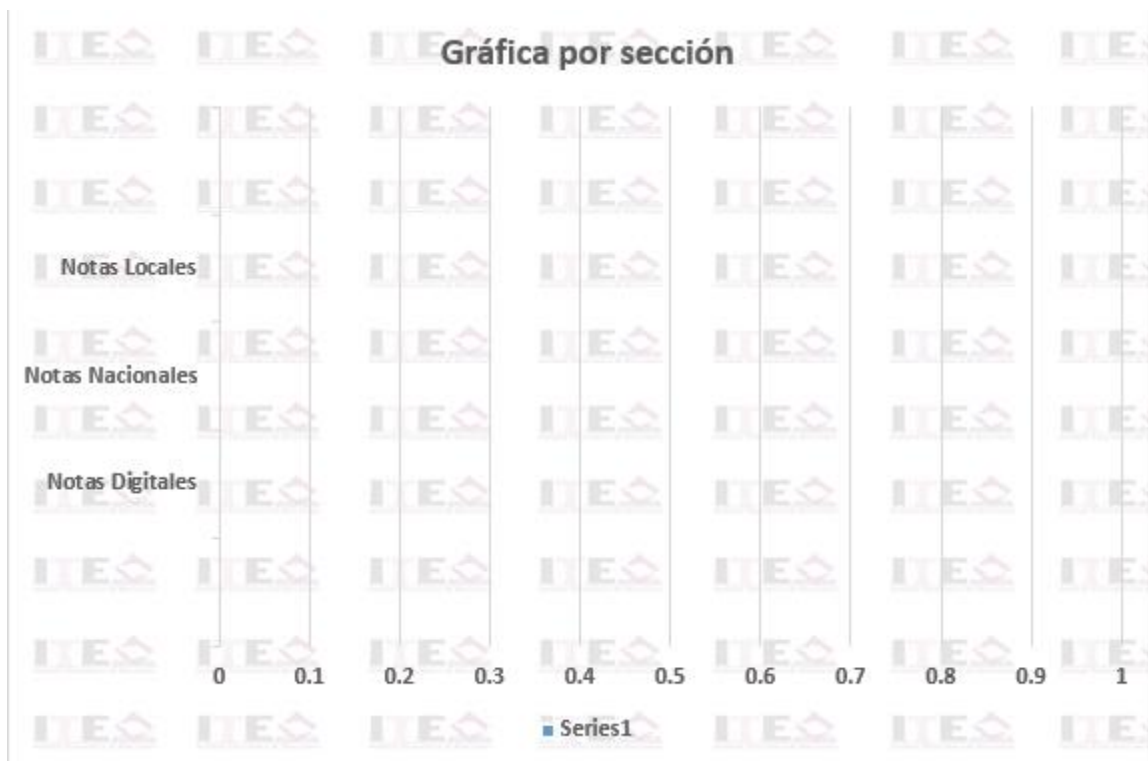 Gráfica por sección
Notas Locales
Notas Nacionales
Notas Digitales
0 0.1 0.2 0.3 0.4 0.5 0.6 0.7 0.8 0.9 1
Series1